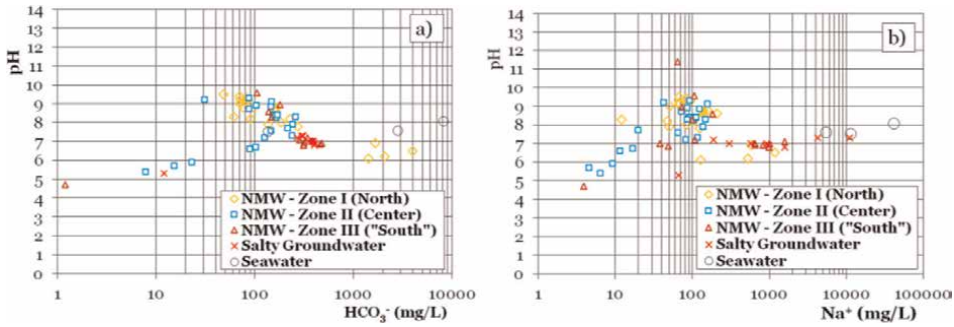 a)
pH
14
13
12
11
10
9
8
7
6
5
4
3
2
1
0
NMW - Zone I (North)
NMW - Zone II (Center)
NMW - Zone III ("South")
Salty Groundwater
Seawater
1 10 100 1000 10000
HCO₃⁻ (mg/L)
b)
pH
14
13
12
11
10
9
8
7
6
5
4
3
2
1
0
NMW - Zone I (North)
NMW - Zone II (Center)
NMW - Zone III ("South")
Salty Groundwater
Seawater
1 10 100 1000 10000 100000
Na⁺ (mg/L)